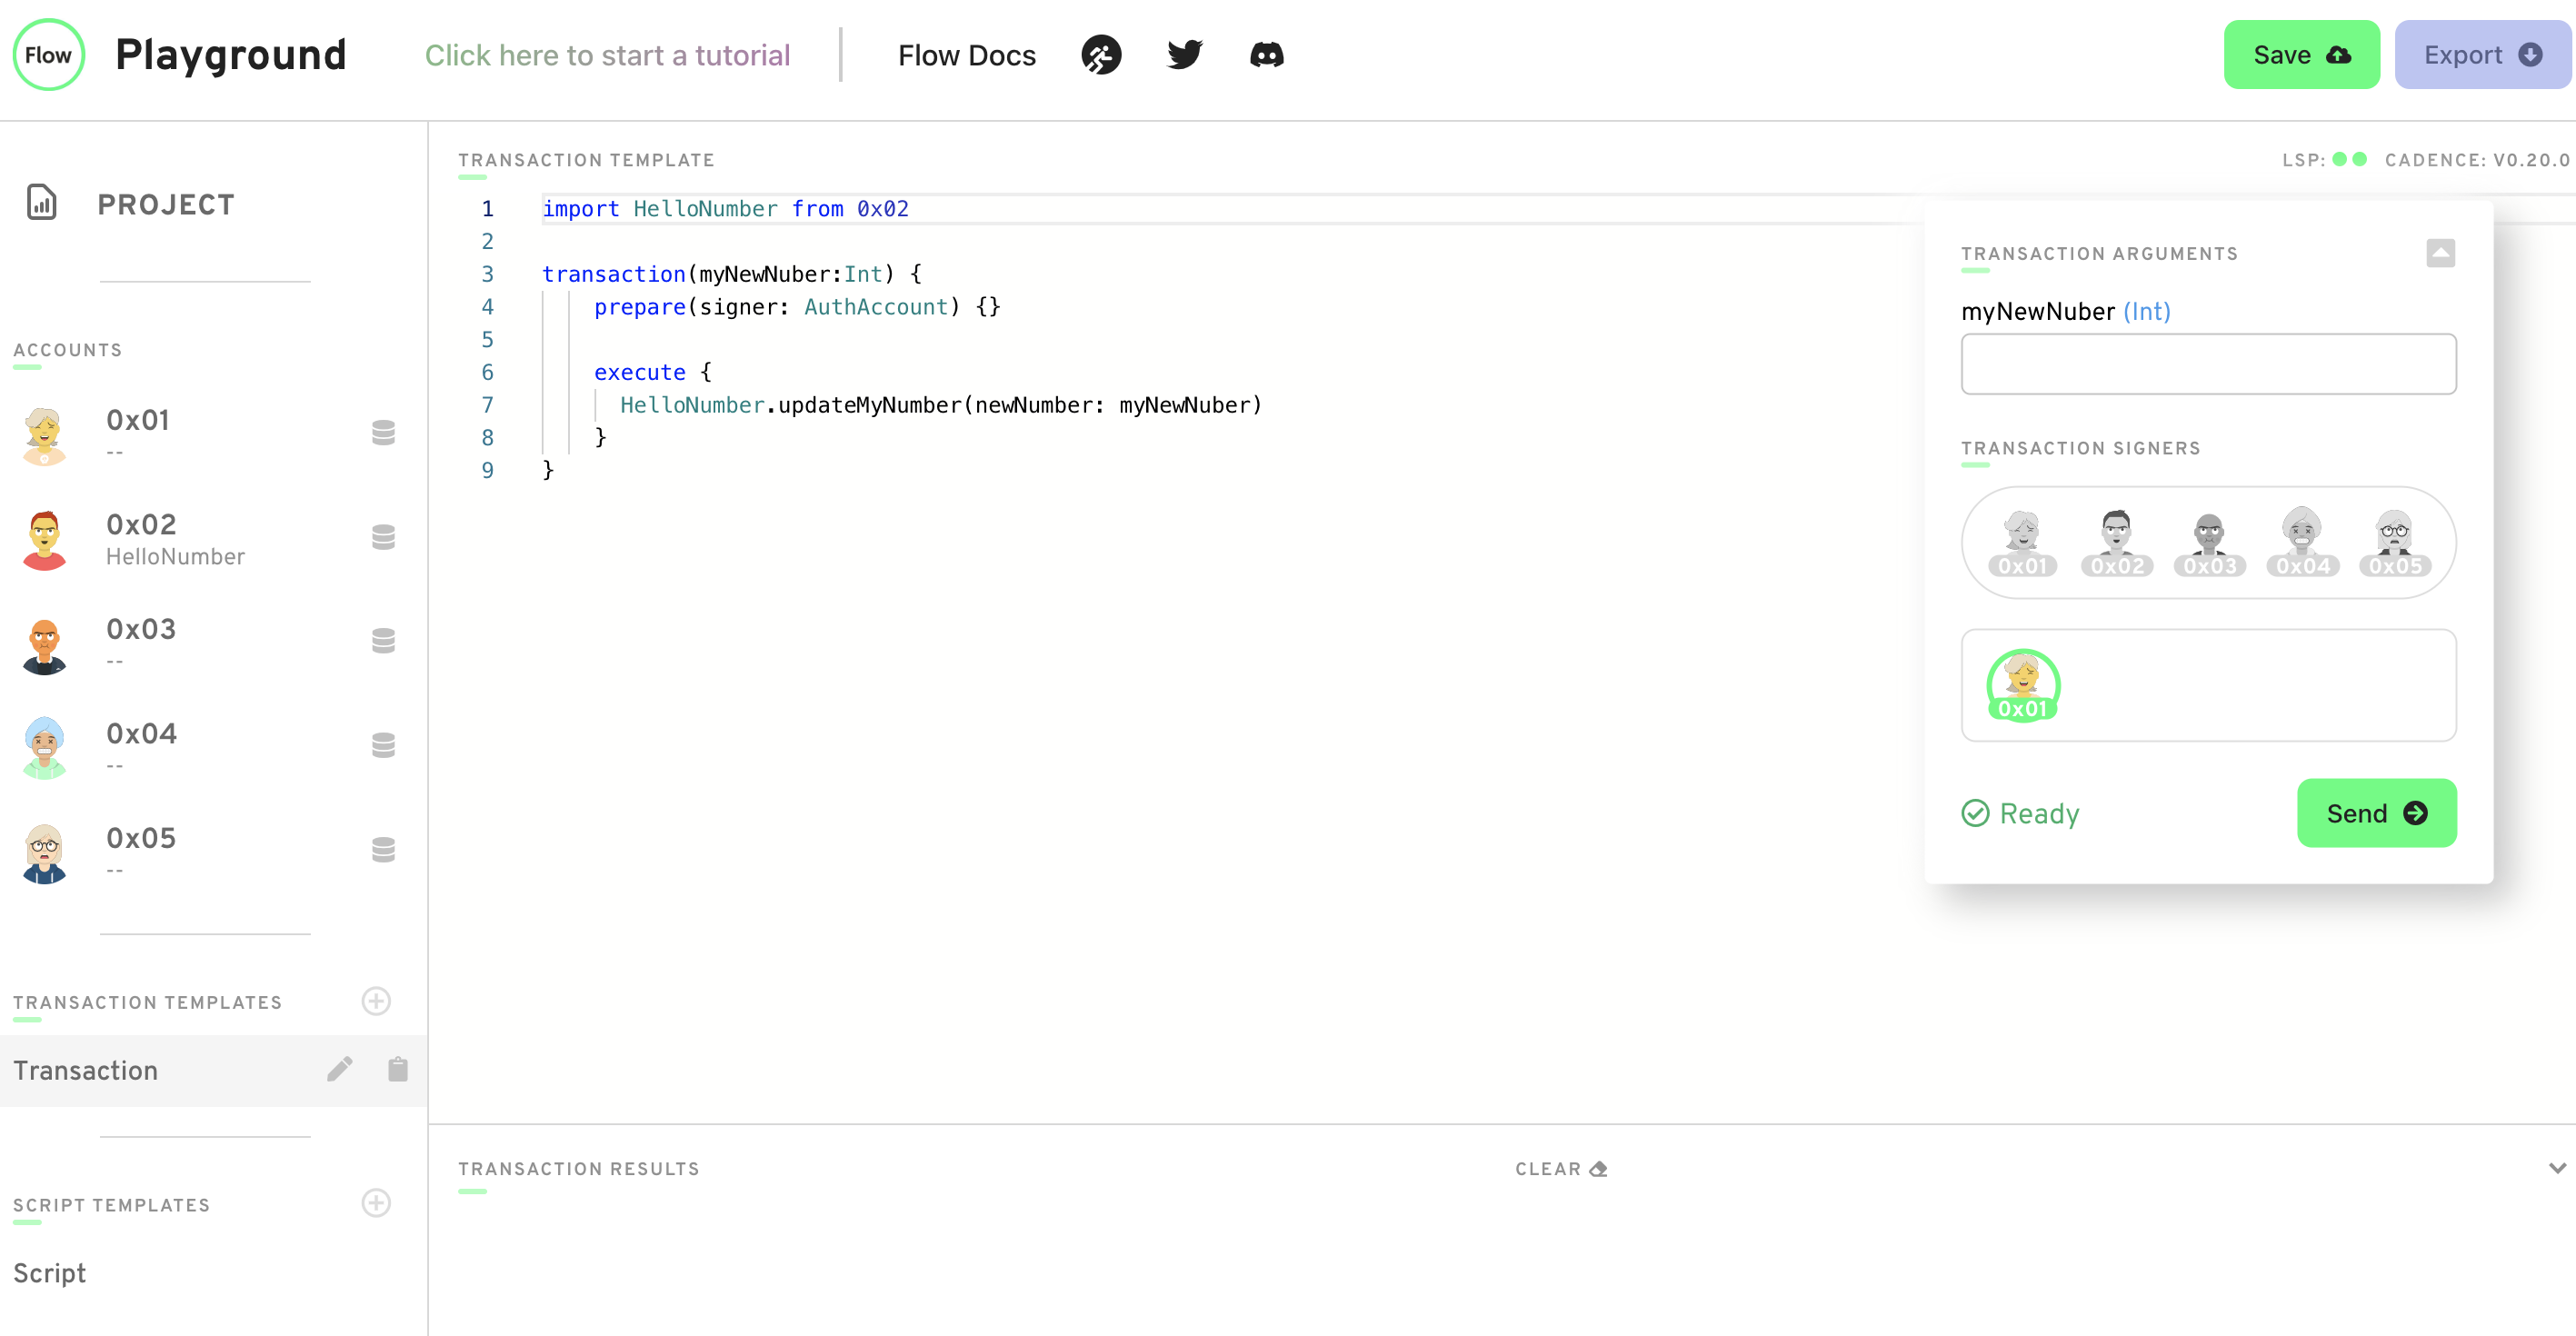 Flow Playground Click here to start a tutorial Flow Docs Save Export
PROJECT
ACCOUNTS
0x01
--
0x02
HelloNumber
0x03
--
0x04
--
0x05
--
TRANSACTION TEMPLATES
Transaction
SCRIPT TEMPLATES
Script
TRANSACTION TEMPLATE
LSP: CADENCE: V0.20.0
1 import HelloNumber from 0x02
2
3 transaction(myNewNuber:Int) {
4 prepare(signer: AuthAccount) {}
5
6 execute {
7 HelloNumber.updateMyNumber(newNumber: myNewNuber)
8 }
9 }
TRANSACTION ARGUMENTS
myNewNuber (Int)
TRANSACTION SIGNERS
0x01 0x02 0x03 0x04 0x05
0x01
Ready Send
TRANSACTION RESULTS CLEAR